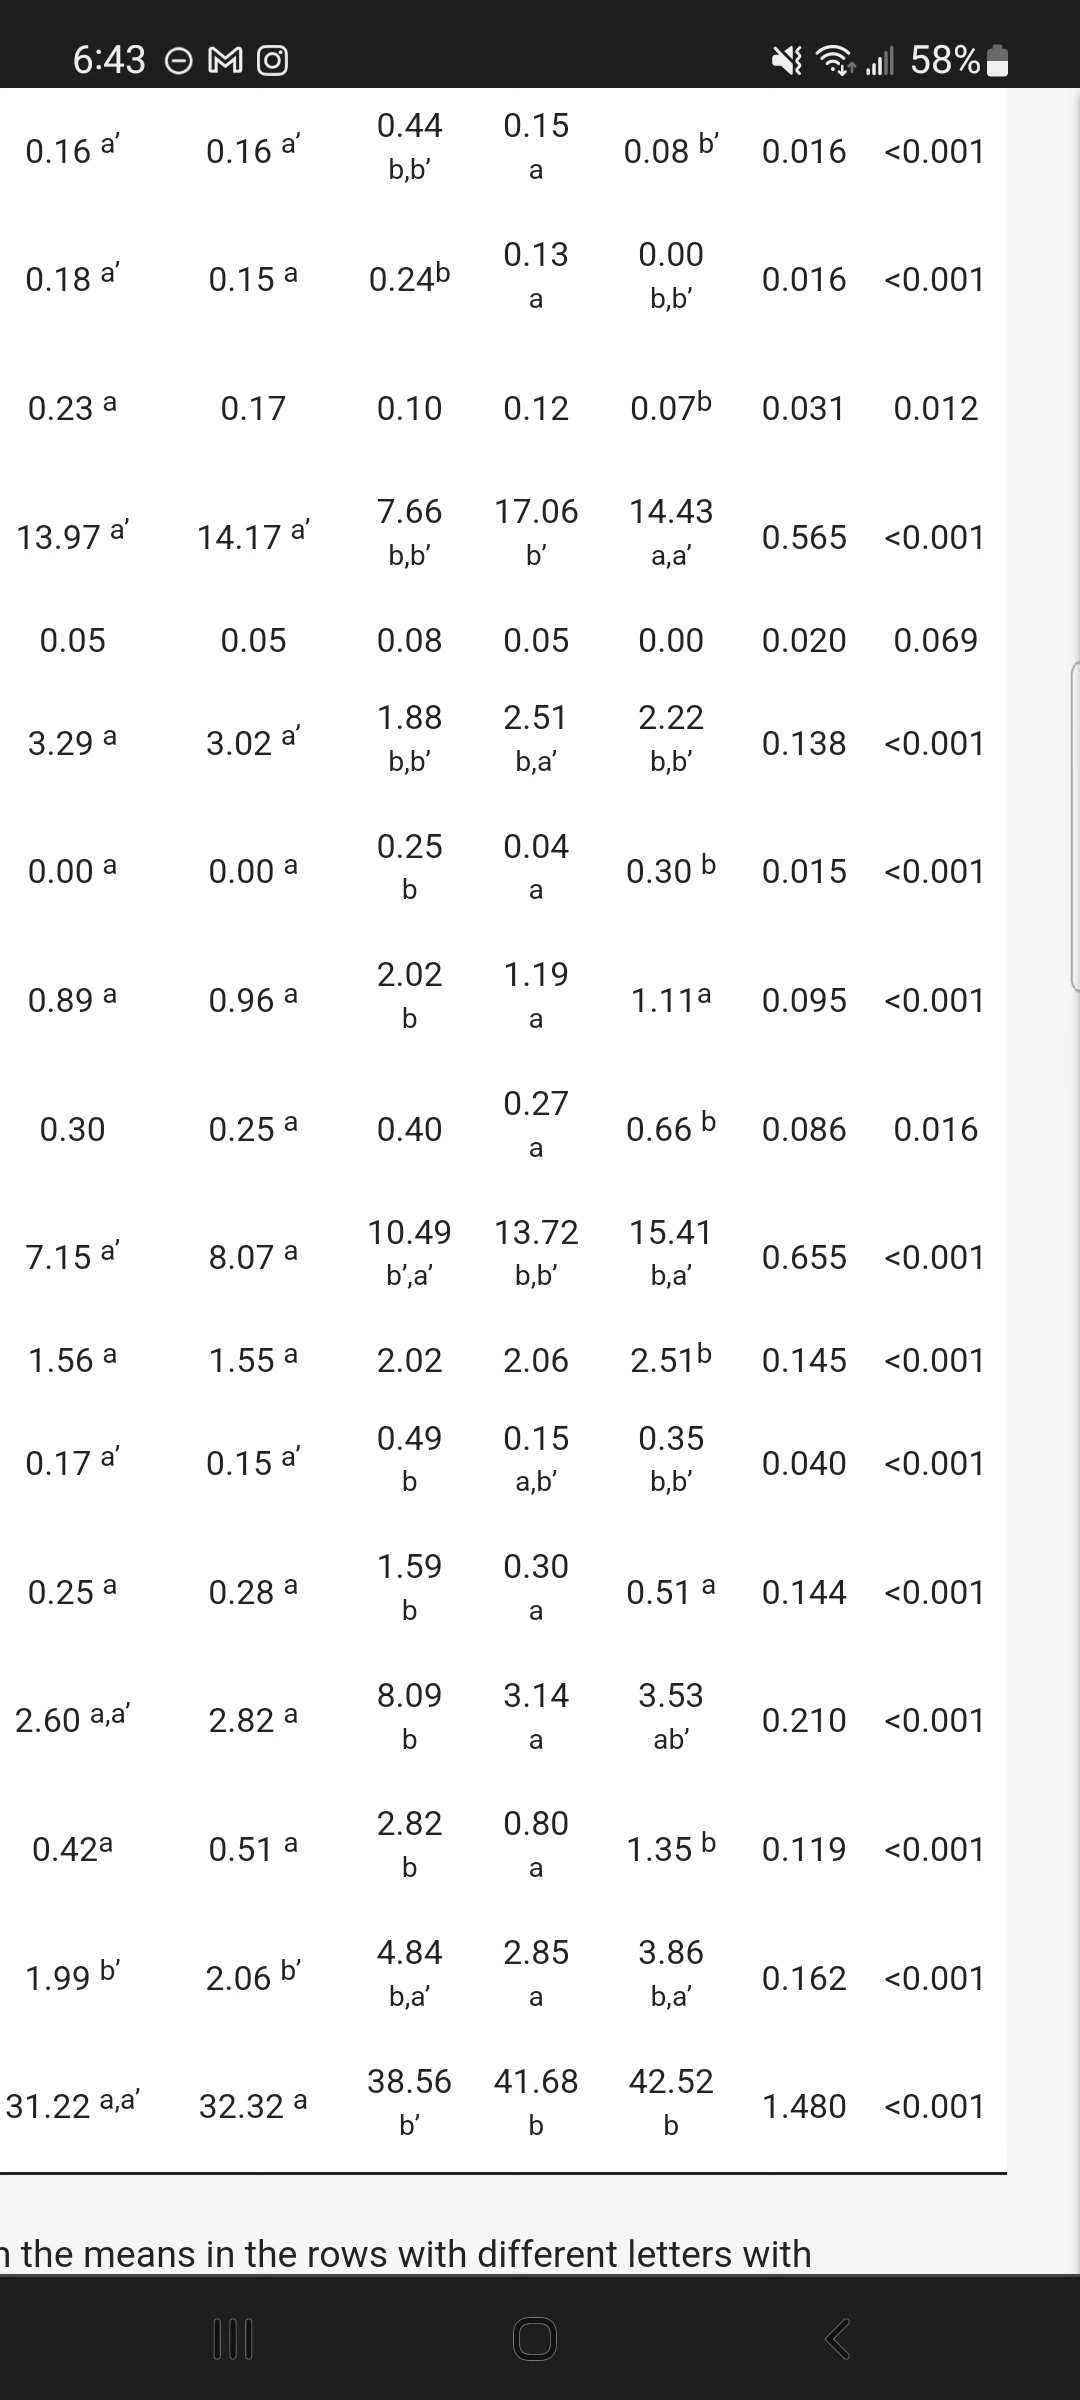 6:43 58%
0.16 a’ 0.16 a’ 0.44 b,b’ 0.15 a 0.08 b’ 0.016 <0.001
0.18 a’ 0.15 a 0.24b 0.13 a 0.00 b,b’ 0.016 <0.001
0.23 a 0.17 0.10 0.12 0.07b 0.031 0.012
13.97 a’ 14.17 a’ 7.66 b,b’ 17.06 b’ 14.43 a,a’ 0.565 <0.001
0.05 0.05 0.08 0.05 0.00 0.020 0.069
3.29 a 3.02 a’ 1.88 b,b’ 2.51 b,a’ 2.22 b,b’ 0.138 <0.001
0.00 a 0.00 a 0.25 b 0.04 a 0.30 b 0.015 <0.001
0.89 a 0.96 a 2.02 b 1.19 a 1.11a 0.095 <0.001
0.30 0.25 a 0.40 0.27 a 0.66 b 0.086 0.016
7.15 a’ 8.07 a 10.49 b’,a’ 13.72 b,b’ 15.41 b,a’ 0.655 <0.001
1.56 a 1.55 a 2.02 2.06 2.51b 0.145 <0.001
0.17 a’ 0.15 a’ 0.49 b 0.15 a,b’ 0.35 b,b’ 0.040 <0.001
0.25 a 0.28 a 1.59 b 0.30 a 0.51 a 0.144 <0.001
2.60 a,a’ 2.82 a 8.09 b 3.14 a 3.53 ab’ 0.210 <0.001
0.42a 0.51 a 2.82 b 0.80 a 1.35 b 0.119 <0.001
1.99 b’ 2.06 b’ 4.84 b,a’ 2.85 a 3.86 b,a’ 0.162 <0.001
31.22 a,a’ 32.32 a 38.56 b’ 41.68 b 42.52 b 1.480 <0.001
the means in the rows with different letters with